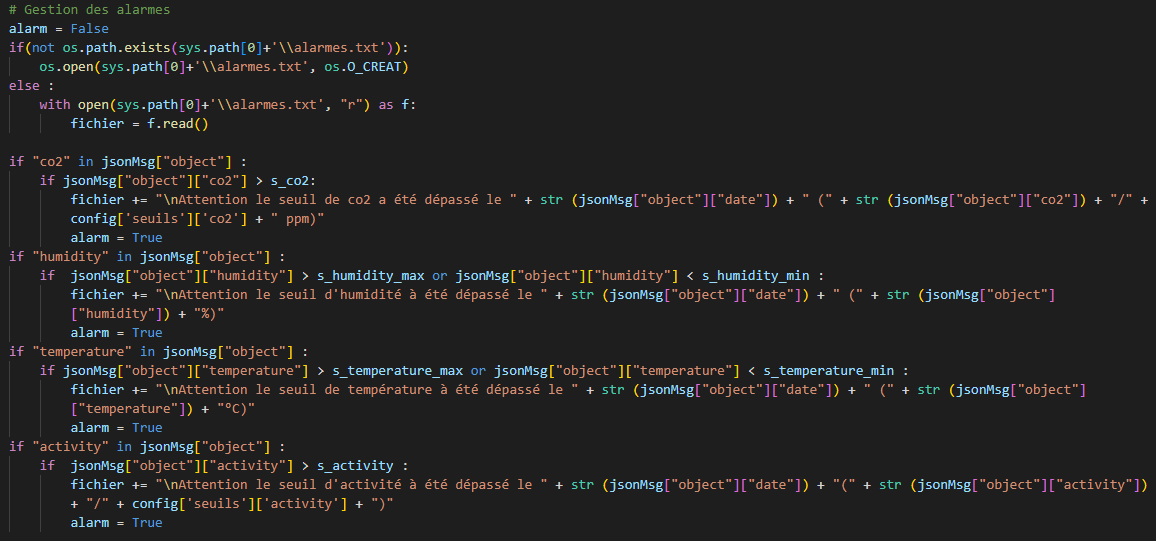 # Gestion des alarmes
alarm = False
if(not os.path.exists(sys.path[0]+'\\alarmes.txt')):
    os.open(sys.path[0]+'\\alarmes.txt', os.O_CREAT)
else :
    with open(sys.path[0]+'\\alarmes.txt', "r") as f:
        fichier = f.read()

if "co2" in jsonMsg["object"] :
    if jsonMsg["object"]["co2"] > s_co2:
        fichier += "\nAttention le seuil de co2 a été dépassé le " + str (jsonMsg["object"]["date"]) + " (" + str (jsonMsg["object"]["co2"]) + "/" +
        config['seuils']['co2'] + " ppm)"
        alarm = True
if "humidity" in jsonMsg["object"] :
    if  jsonMsg["object"]["humidity"] > s_humidity_max or jsonMsg["object"]["humidity"] < s_humidity_min :
        fichier += "\nAttention le seuil d'humidité à été dépassé le " + str (jsonMsg["object"]["date"]) + " (" + str (jsonMsg["object"]
        ["humidity"]) + "%)"
        alarm = True
if "temperature" in jsonMsg["object"] :
    if jsonMsg["object"]["temperature"] > s_temperature_max or jsonMsg["object"]["temperature"] < s_temperature_min :
        fichier += "\nAttention le seuil de température à été dépassé le " + str (jsonMsg["object"]["date"]) + " (" + str (jsonMsg["object"]
        ["temperature"]) + "°C)"
        alarm = True
if "activity" in jsonMsg["object"] :
    if  jsonMsg["object"]["activity"] > s_activity :
        fichier += "\nAttention le seuil d'activité à été dépassé le " + str (jsonMsg["object"]["date"]) + "(" + str (jsonMsg["object"]["activity"])
        + "/" + config['seuils']['activity'] + ")"
        alarm = True